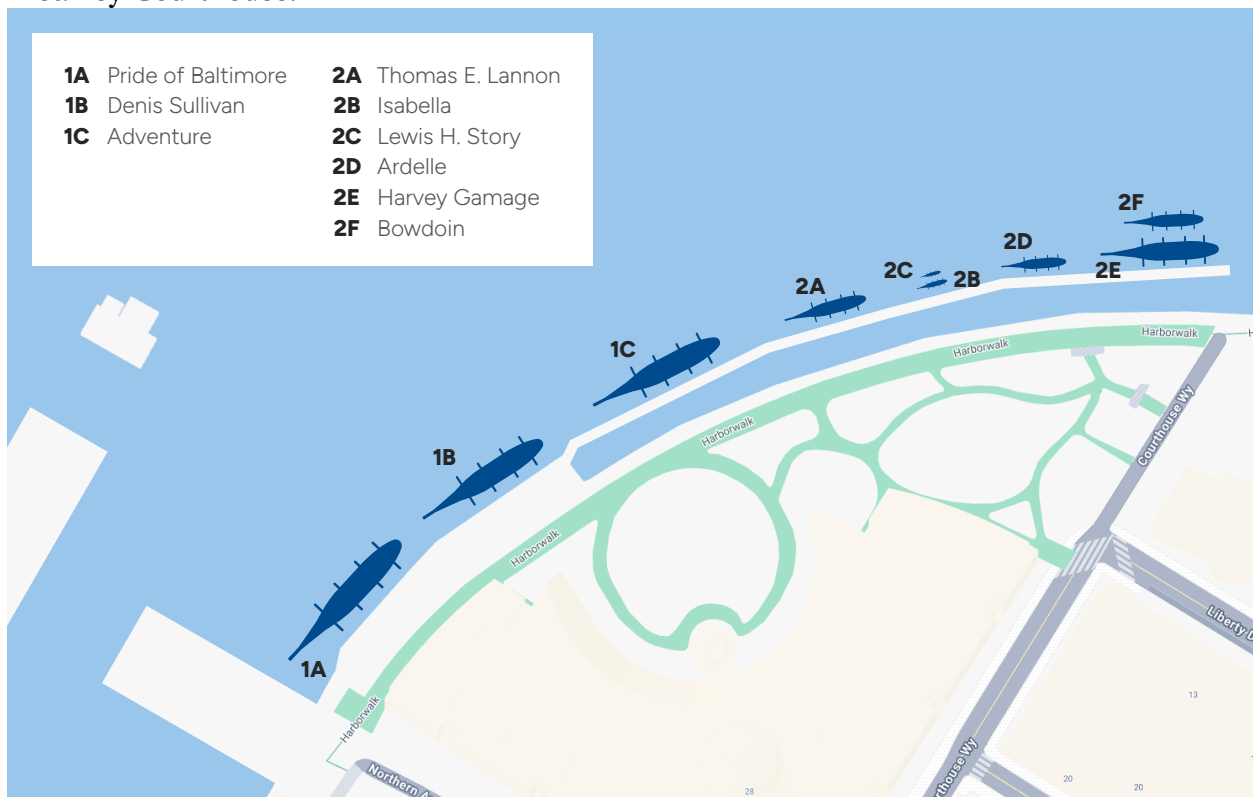 1A Pride of Baltimore
1B Denis Sullivan
1C Adventure
2A Thomas E. Lannon
2B Isabella
2C Lewis H. Story
2D Ardelle
2E Harvey Gamage
2F Bowdoin
2F
2D
2E
2C
2B
2A
1C
1B
1A
Harborwalk
Harborwalk
Harborwalk
Harborwalk
Harborwalk
Courthouse Wy
Liberty D
13
20
20
28
Northern A
rthouse Wy